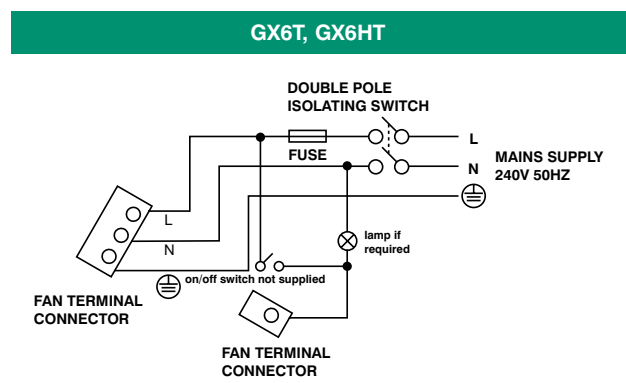 GX6T, GX6HT
DOUBLE POLE
ISOLATING SWITCH
FUSE
L
N
MAINS SUPPLY
240V 50HZ
L
N
lamp if
required
on/off switch not supplied
FAN TERMINAL
CONNECTOR
FAN TERMINAL
CONNECTOR